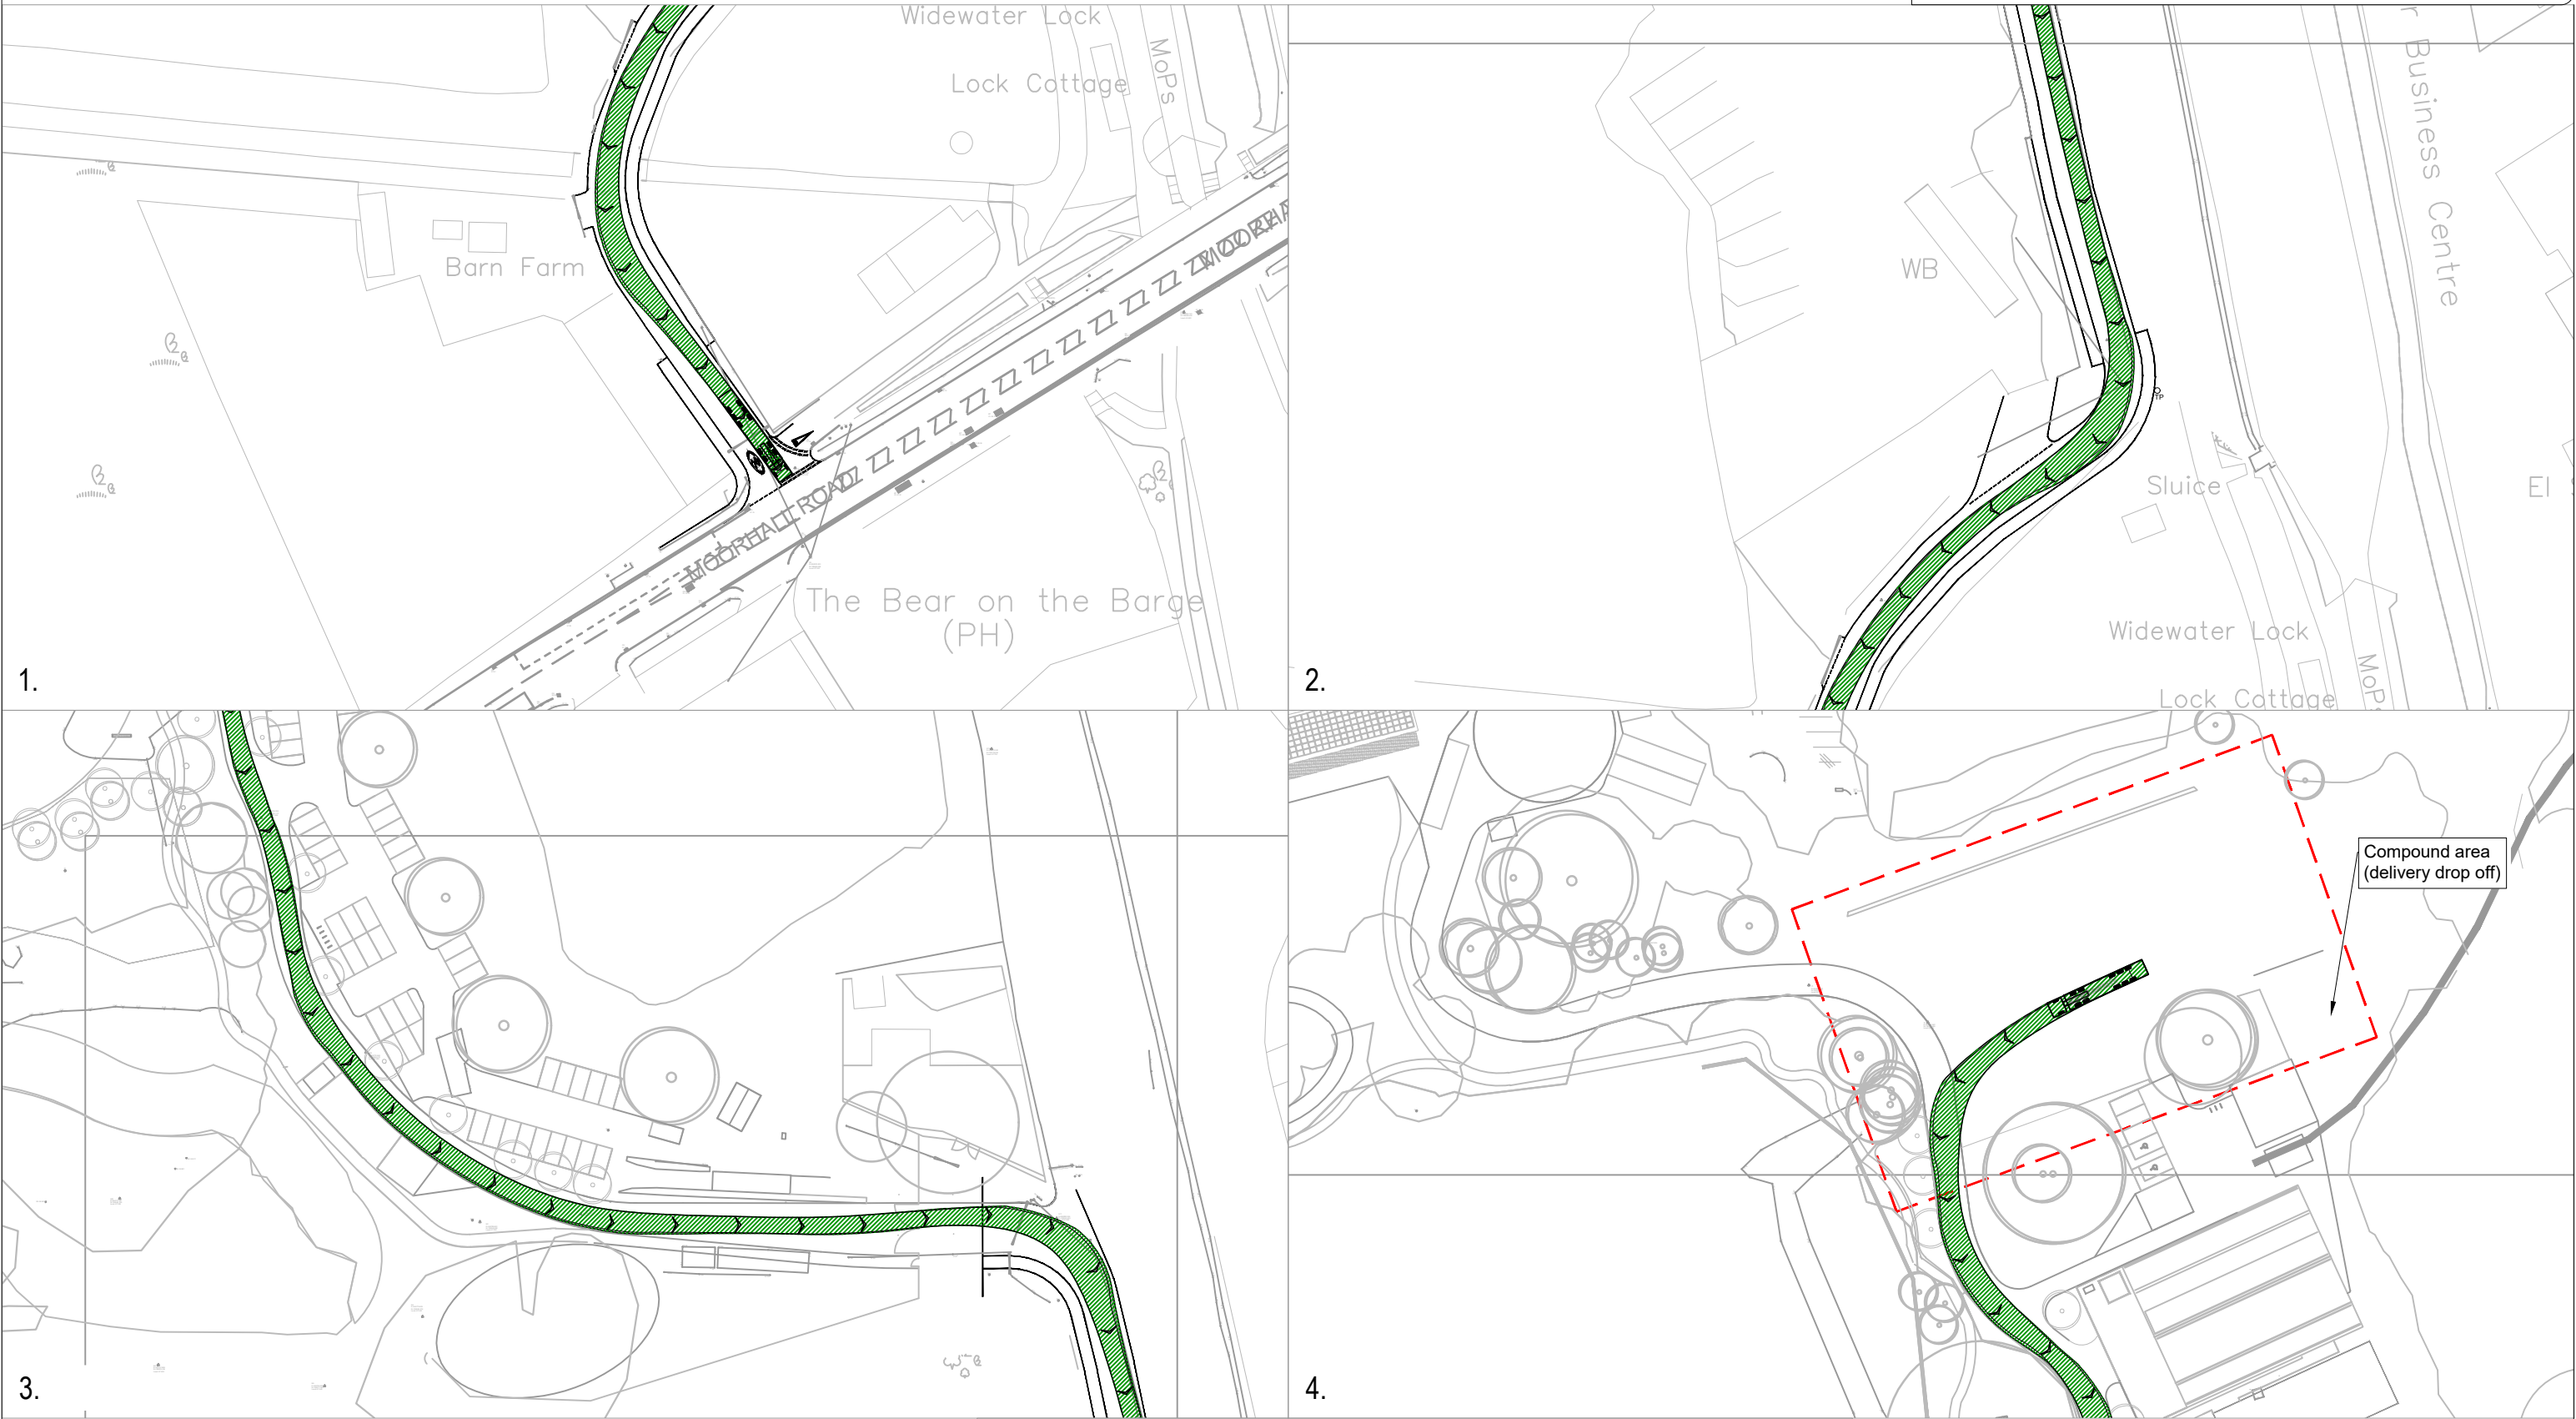 Widewater Lock
Lock Cottage
MoPs
Barn Farm
MOORHALL ROAD
The Bear on the Barge
(PH)
1.
Business Centre
WB
TP
Sluice
El
Widewater Lock
Lock Cottage
MoPs
2.
3.
Compound area
(delivery drop off)
4.